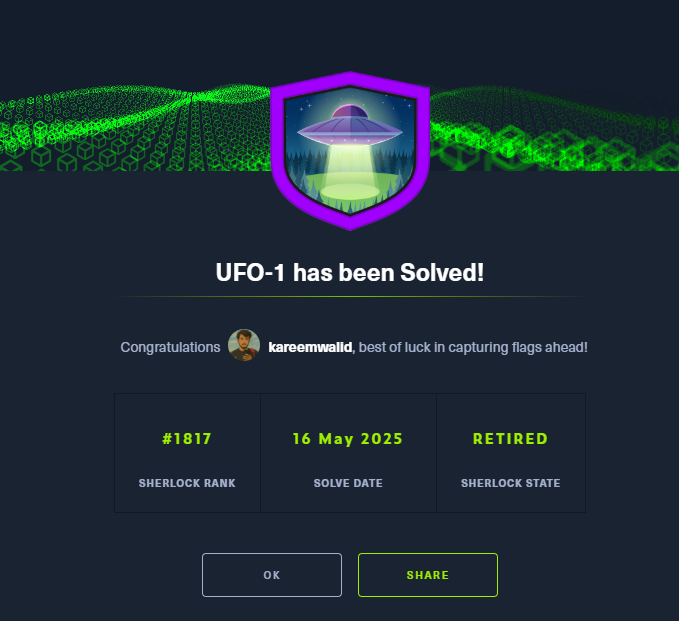 UFO-1 has been Solved!
Congratulations kareemwalid, best of luck in capturing flags ahead!
#1817 16 May 2025 RETIRED
SHERLOCK RANK SOLVE DATE SHERLOCK STATE
OK SHARE